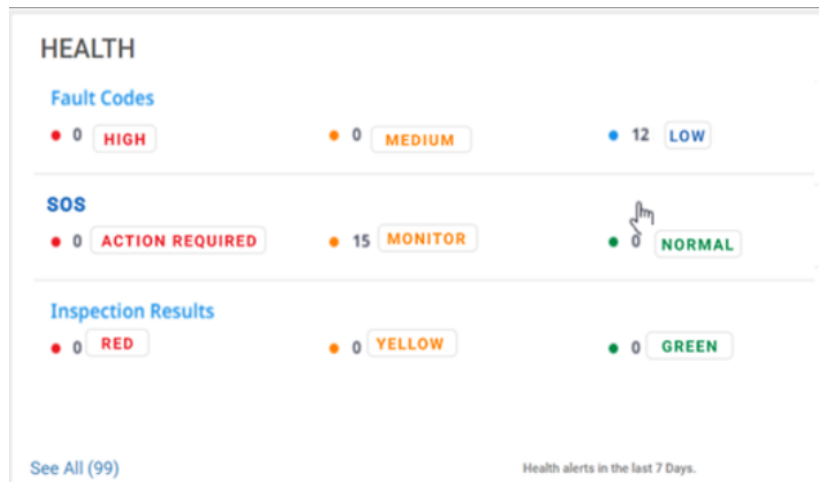 HEALTH
Fault Codes
0 HIGH 0 MEDIUM 12 LOW
SOS
0 ACTION REQUIRED 15 MONITOR 0 NORMAL
Inspection Results
0 RED 0 YELLOW 0 GREEN
See All (99) Health alerts in the last 7 Days.